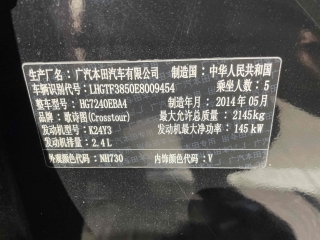 生产厂名：广汽本田汽车有限公司 制造国：中华人民共和国
车辆识别代号：LHGTF3850E8009454 乘坐人数：5
整车型号：HG7240EBA4 制造年月：2014年05月
品牌：歌诗图(Crosstour) 最大允许总质量：2145kg
发动机型号：K24Y3 发动机最大净功率：145kW
发动机排量：2.4L
外观颜色代码：NH730 内饰颜色代码：V